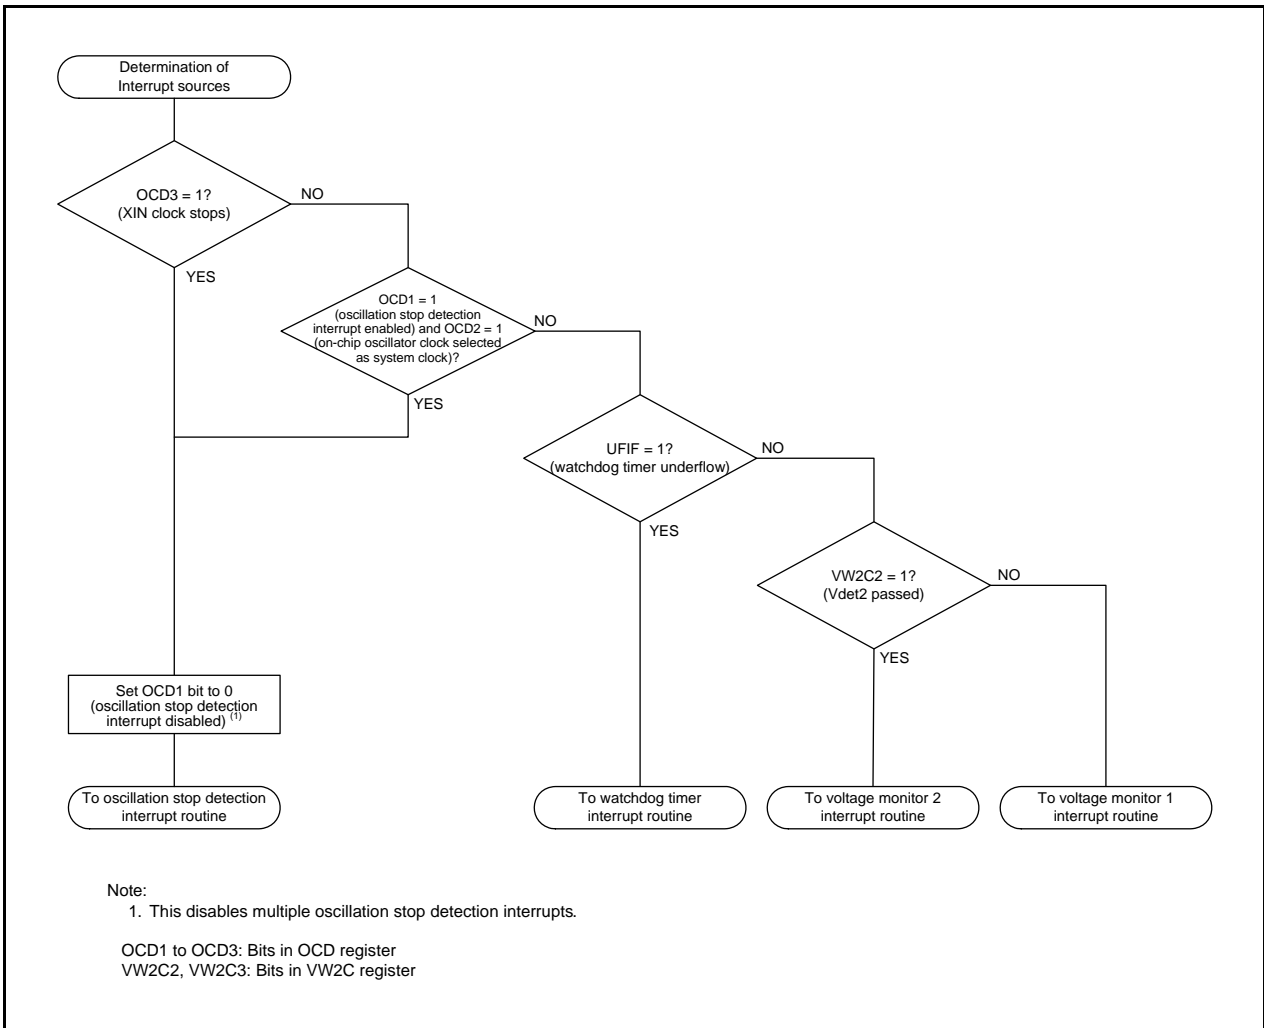 Determination of
Interrupt sources
OCD3 = 1?
(XIN clock stops)
NO
YES
OCD1 = 1
(oscillation stop detection
interrupt enabled) and OCD2 = 1
(on-chip oscillator clock selected
as system clock)?
NO
YES
UFIF = 1?
(watchdog timer underflow)
NO
YES
VW2C2 = 1?
(Vdet2 passed)
NO
YES
Set OCD1 bit to 0
(oscillation stop detection
interrupt disabled) (1)
To oscillation stop detection
interrupt routine
To watchdog timer
interrupt routine
To voltage monitor 2
interrupt routine
To voltage monitor 1
interrupt routine
Note:
1. This disables multiple oscillation stop detection interrupts.
OCD1 to OCD3: Bits in OCD register
VW2C2, VW2C3: Bits in VW2C register